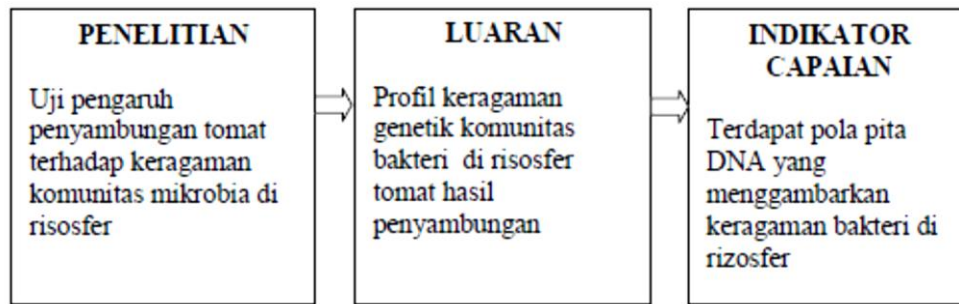 PENELITIAN
Uji pengaruh
penyambungan tomat
terhadap keragaman
komunitas mikrobia di
risosfer
LUARAN
Profil keragaman
genetik komunitas
bakteri di risosfer
tomat hasil
penyambungan
INDIKATOR
CAPAIAN
Terdapat pola pita
DNA yang
menggambarkan
keragaman bakteri di
rizosfer